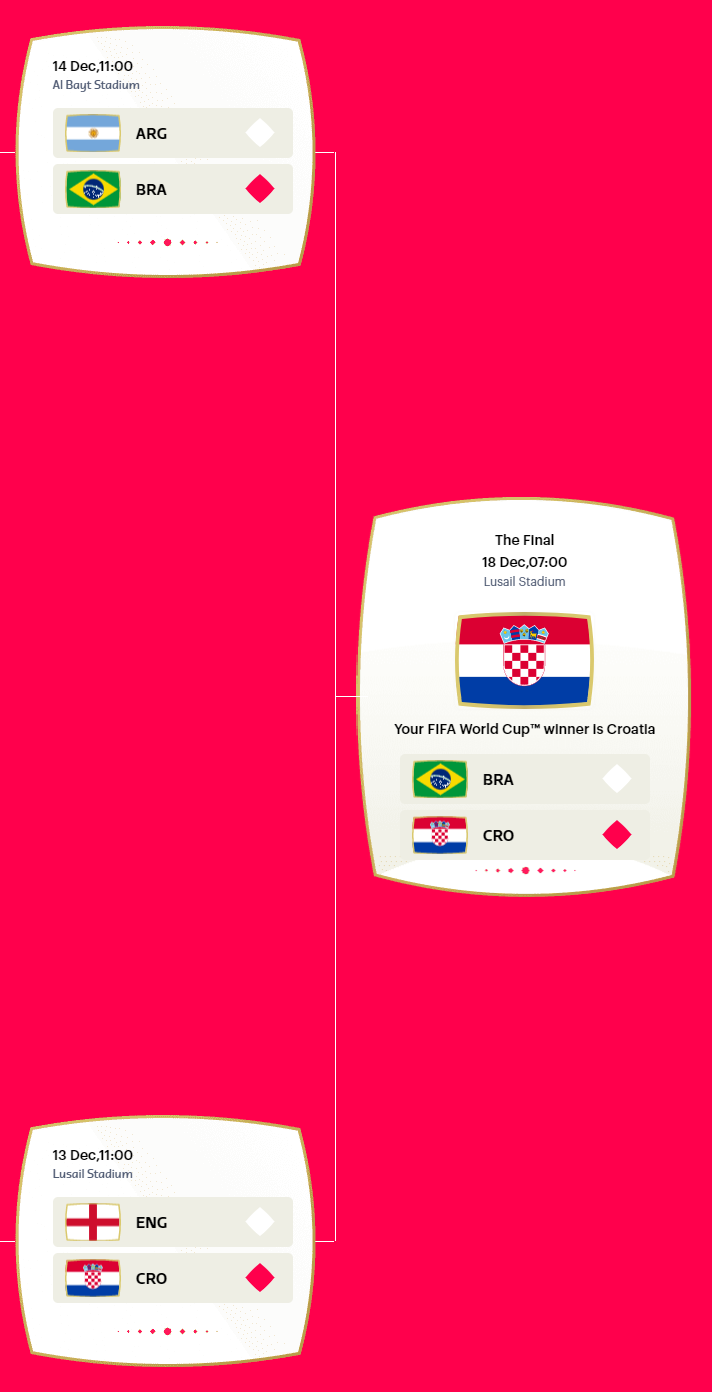 14 Dec,11:00
Al Bayt Stadium
ARG
BRA
The Final
18 Dec,07:00
Lusail Stadium
Your FIFA World Cup™ winner is Croatia
BRA
CRO
13 Dec,11:00
Lusail Stadium
ENG
CRO